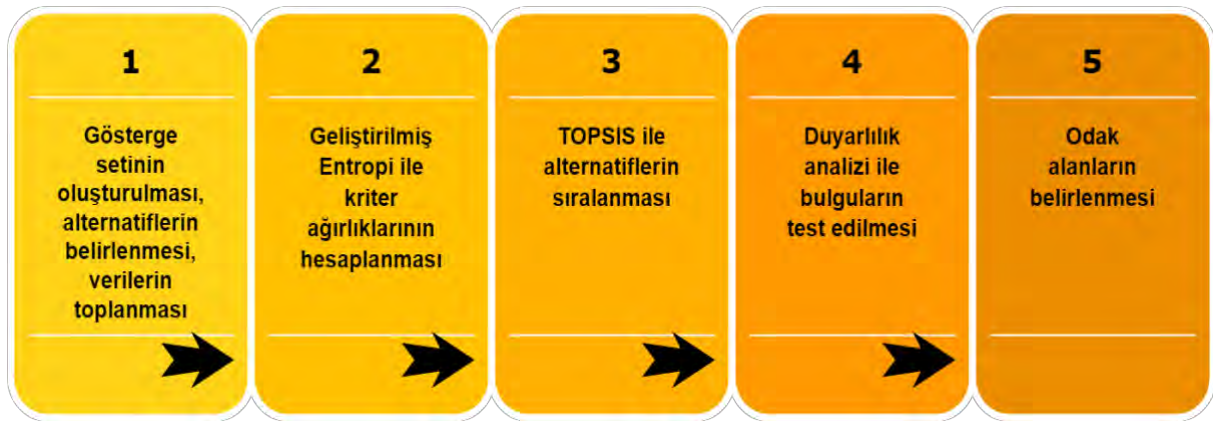 1
Gösterge
setinin
oluşturulması,
alternatiflerin
belirlenmesi,
verilerin
toplanması
2
Geliştirilmiş
Entropi ile
kriter
ağırlıklarının
hesaplanması
3
TOPSIS ile
alternatiflerin
sıralanması
4
Duyarlılık
analizi ile
bulguların
test edilmesi
5
Odak
alanların
belirlenmesi